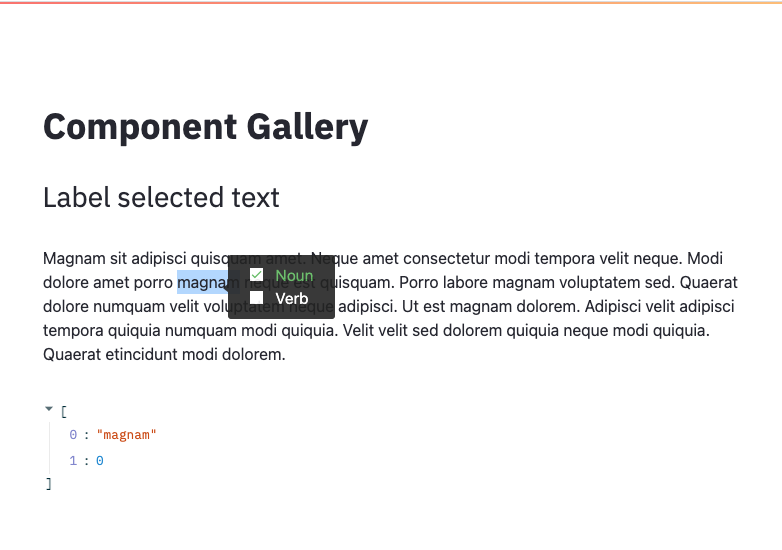 Component Gallery
Label selected text
Magnam sit adipisci quisquam amet. Neque amet consectetur modi tempora velit neque. Modi
dolore amet porro magnam neque est quisquam. Porro labore magnam voluptatem sed. Quaerat
dolore numquam velit voluptatem neque adipisci. Ut est magnam dolorem. Adipisci velit adipisci
tempora quiquia numquam modi quiquia. Velit velit sed dolorem quiquia neque modi quiquia.
Quaerat etincidunt modi dolorem.
Noun
Verb
[
0 : "magnam"
1 : 0
]